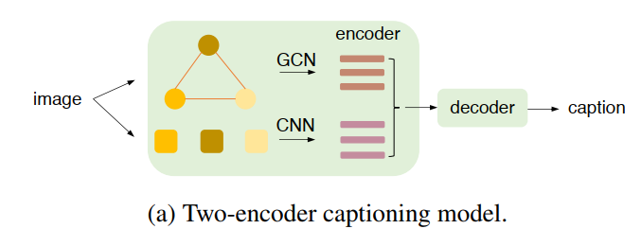 encoder
GCN
image
decoder
caption
CNN
(a) Two-encoder captioning model.